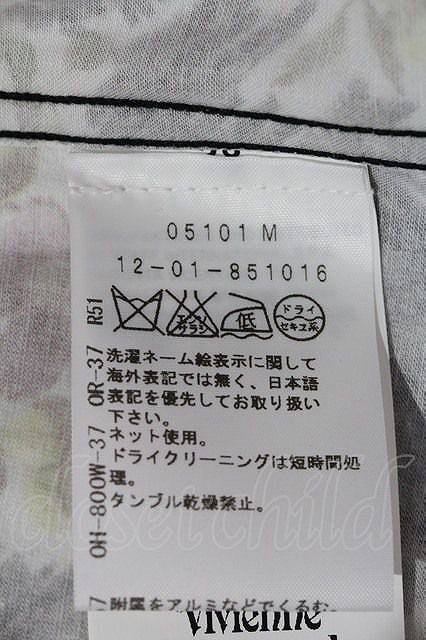 05101 M
12-01-851016
エンソ サラシ
低
ドライ
セキユ系
R51
OR-37
OH-800W-37
洗濯ネーム絵表示に関して
海外表記では無く、日本語
表記を優先してお取り扱い
下さい。
ネット使用。
ドライクリーニングは短時間処
理。
タンブル乾燥禁止。
附属をアルミなどでくるむ。
closet child
Vivienne